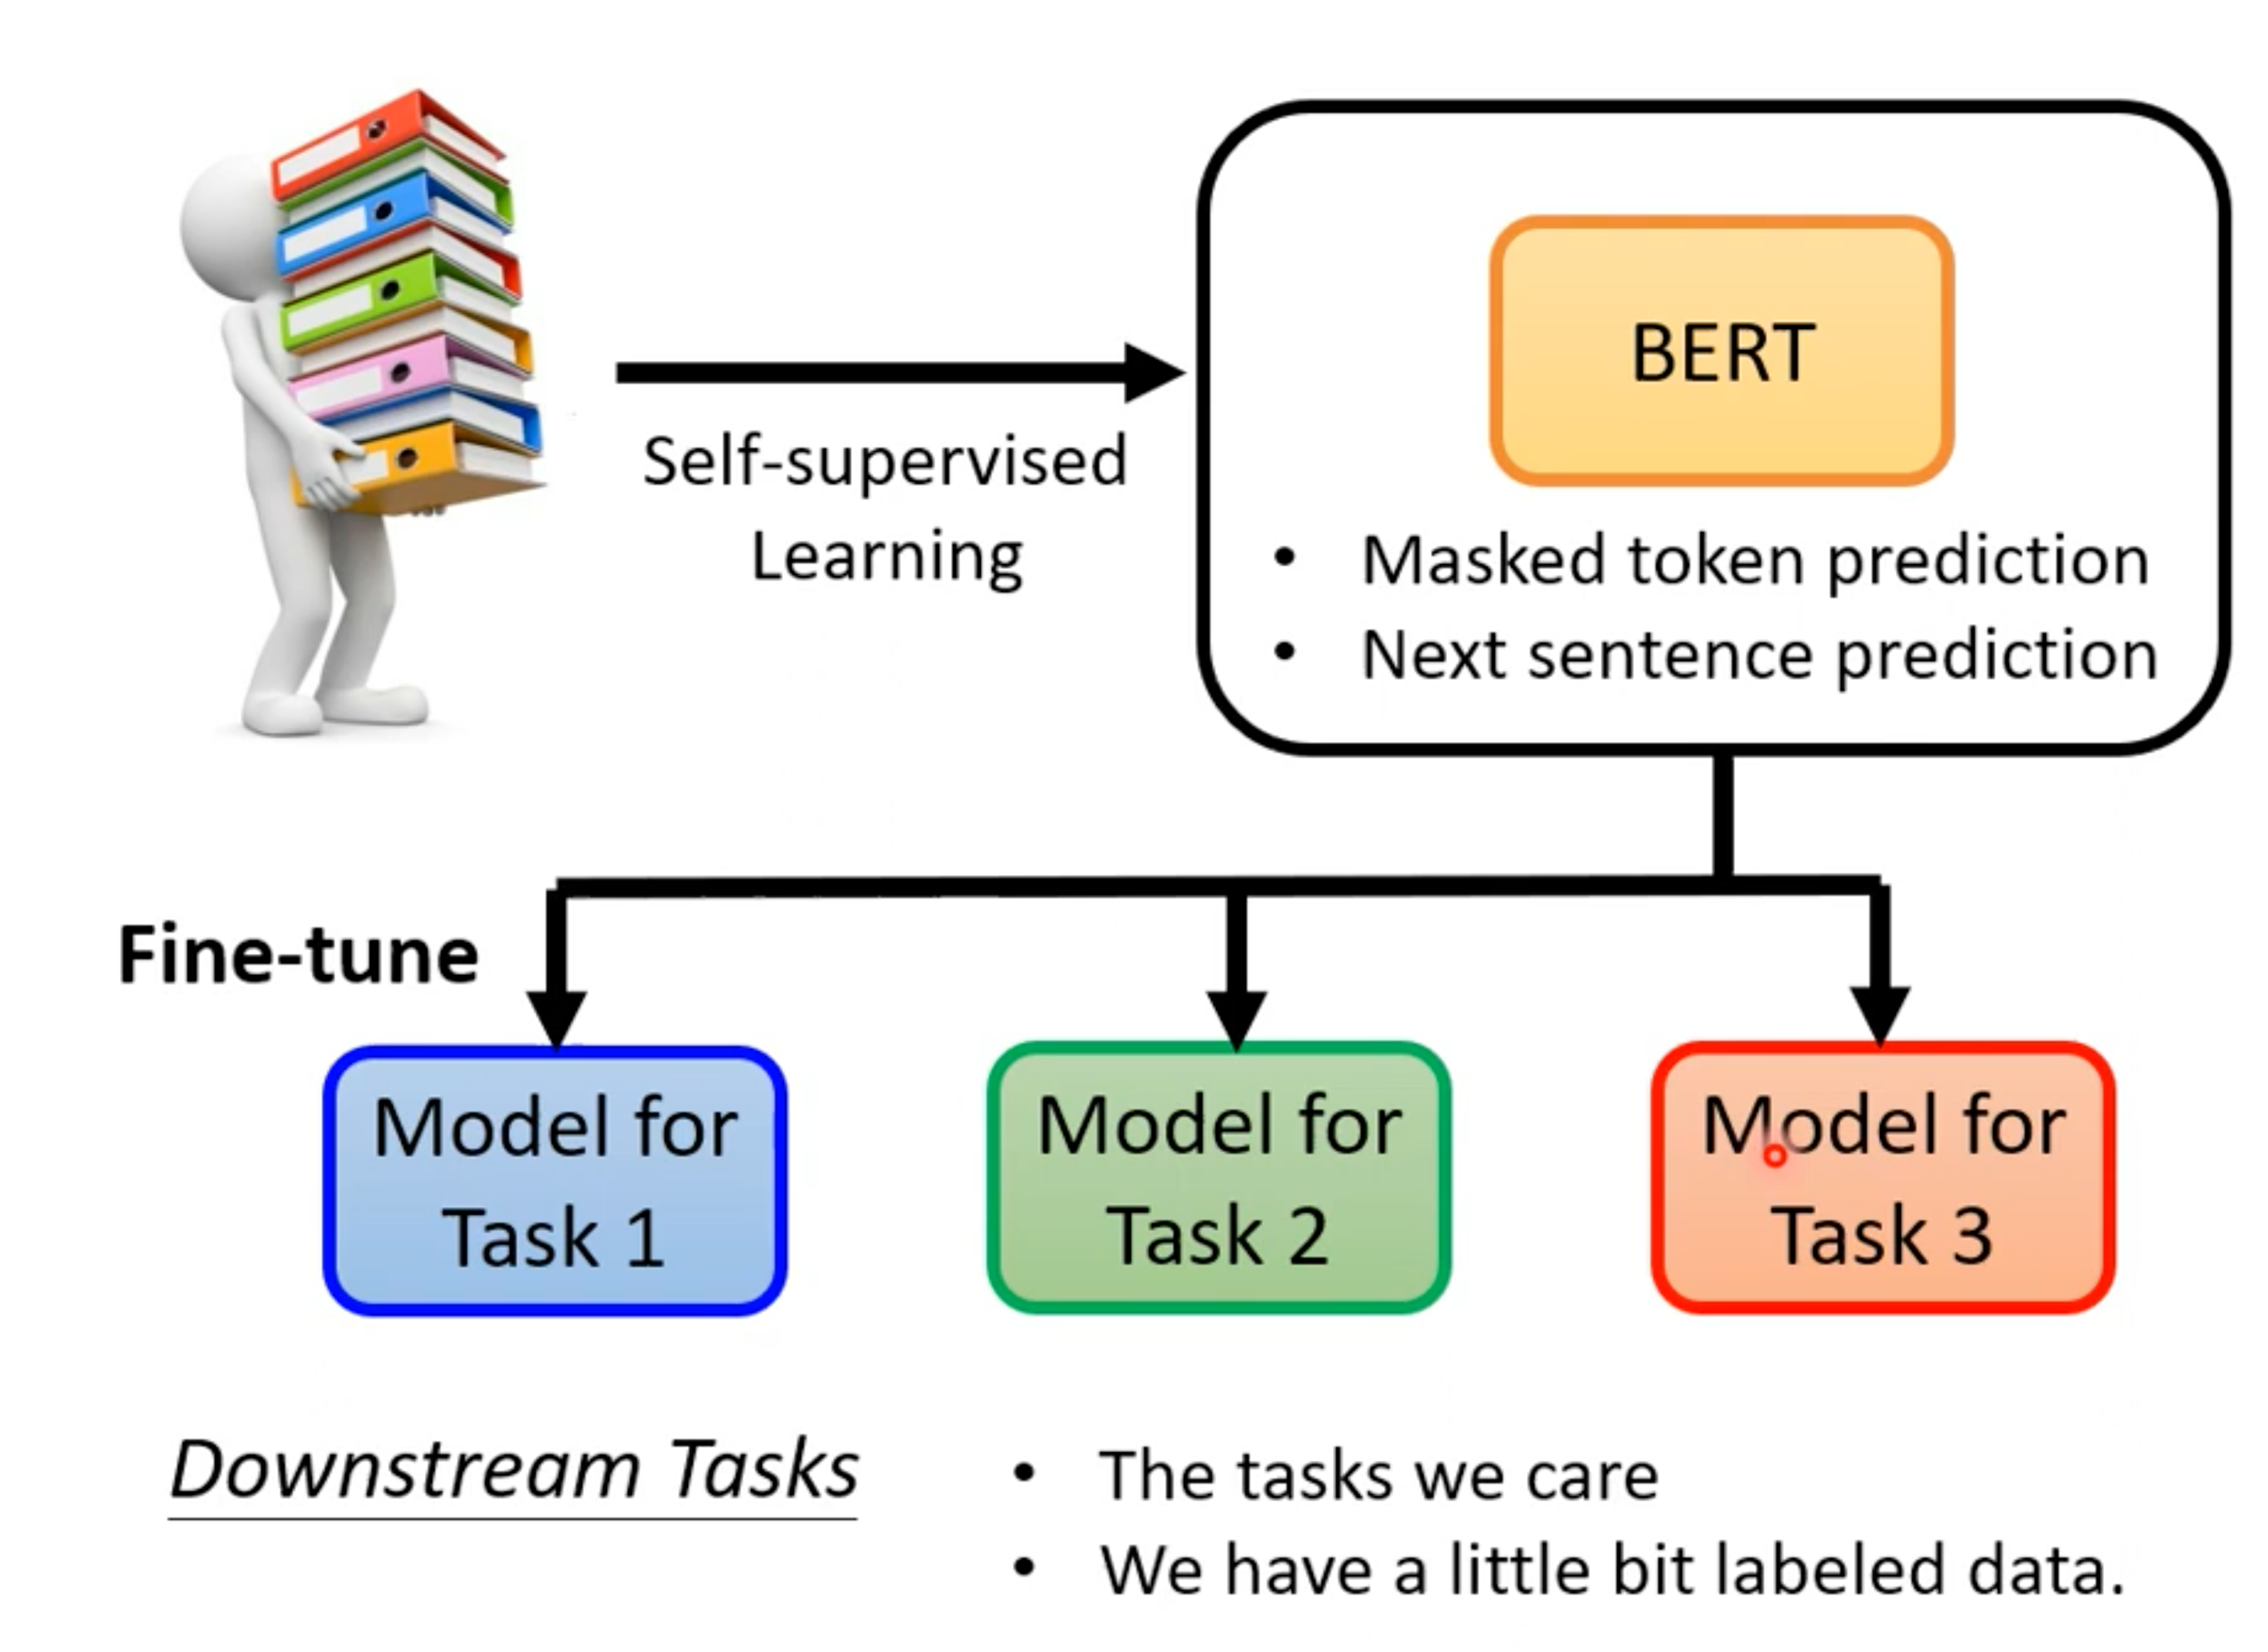 BERT
Self-supervised
Learning
• Masked token prediction
• Next sentence prediction
Fine-tune
Model for
Task 1
Model for
Task 2
Model for
Task 3
Downstream Tasks
• The tasks we care
• We have a little bit labeled data.